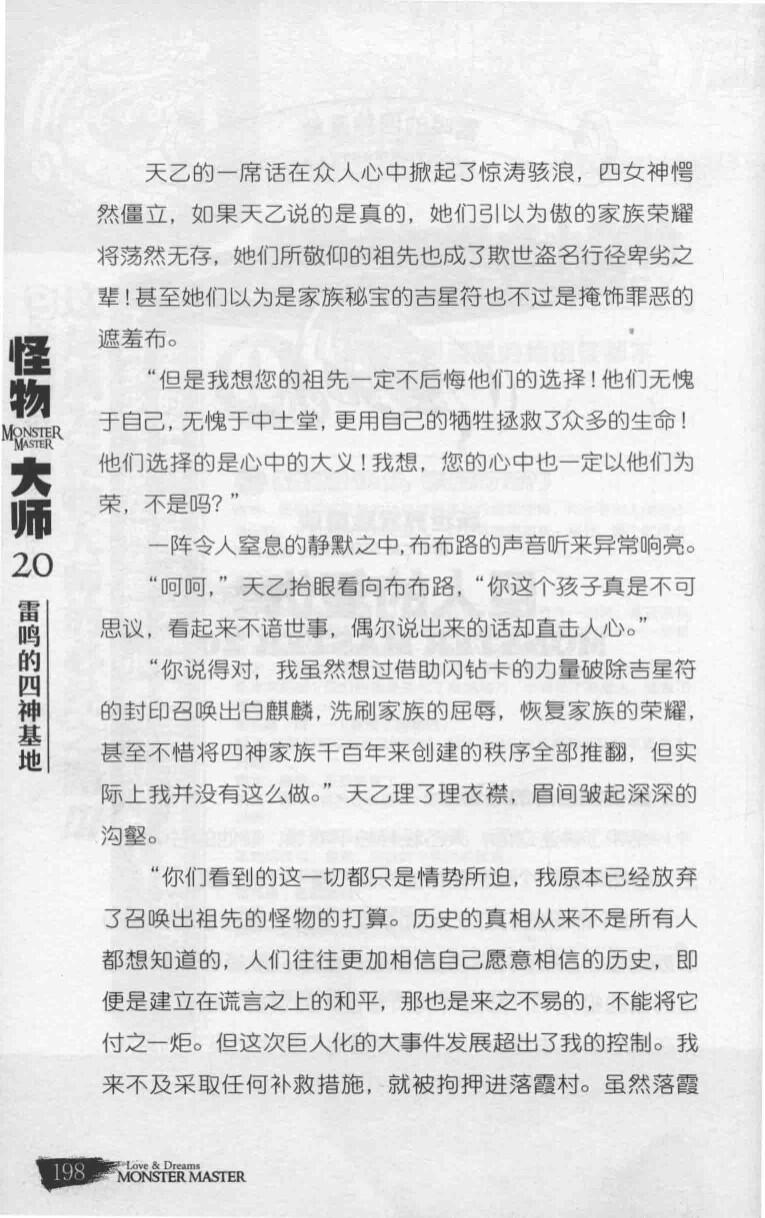 天乙的一席话在众人心中掀起了惊涛骇浪，四女神愕
然僵立，如果天乙说的是真的，她们引以为傲的家族荣耀
将荡然无存，她们所敬仰的祖先也成了欺世盗名行径卑劣之
辈！甚至她们以为是家族秘宝的吉星符也不过是掩饰罪恶的
遮羞布。
“但是我想您的祖先一定不后悔他们的选择！他们无愧
于自己，无愧于中土堂，更用自己的牺牲拯救了众多的生命！
他们选择的是心中的大义！我想，您的心中也一定以他们为
荣，不是吗？”
一阵令人窒息的静默之中，布布路的声音听来异常响亮。
“呵呵，”天乙抬眼看向布布路，“你这个孩子真是不可
思议，看起来不谙世事，偶尔说出来的话却直击人心。”
“你说得对，我虽然想过借助闪钻卡的力量破除吉星符
的封印召唤出白麒麟，洗刷家族的屈辱，恢复家族的荣耀，
甚至不惜将四神家族千百年来创建的秩序全部推翻，但实
际上我并没有这么做。”天乙理了理衣襟，眉间皱起深深的
沟壑。
“你们看到的这一切都只是情势所迫，我原本已经放弃
了召唤出祖先的怪物的打算。历史的真相从来不是所有人
都想知道的，人们往往更加相信自己愿意相信的历史，即
便是建立在谎言之上的和平，那也是来之不易的，不能将它
付之一炬。但这次巨人化的大事件发展超出了我的控制。我
来不及采取任何补救措施，就被拘押进落霞村。虽然落霞
怪物
MONSTER
MASTER
大师
20
雷鸣的四神基地
198
Love & Dreams
MONSTER MASTER